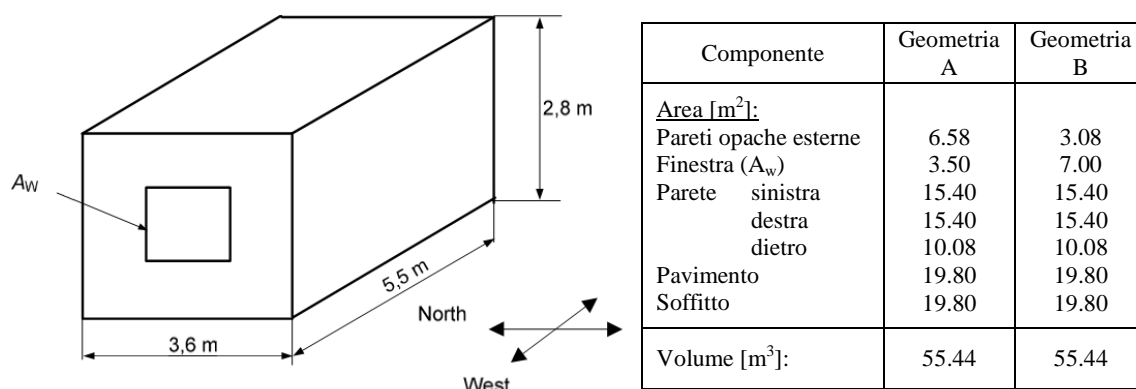 2,8 m
AW
5,5 m
North
3,6 m
West
Componente Geometria A Geometria B
Area [m²]:
Pareti opache esterne 6.58 3.08
Finestra (Aw) 3.50 7.00
Parete sinistra 15.40 15.40
destra 15.40 15.40
dietro 10.08 10.08
Pavimento 19.80 19.80
Soffitto 19.80 19.80
Volume [m³]: 55.44 55.44